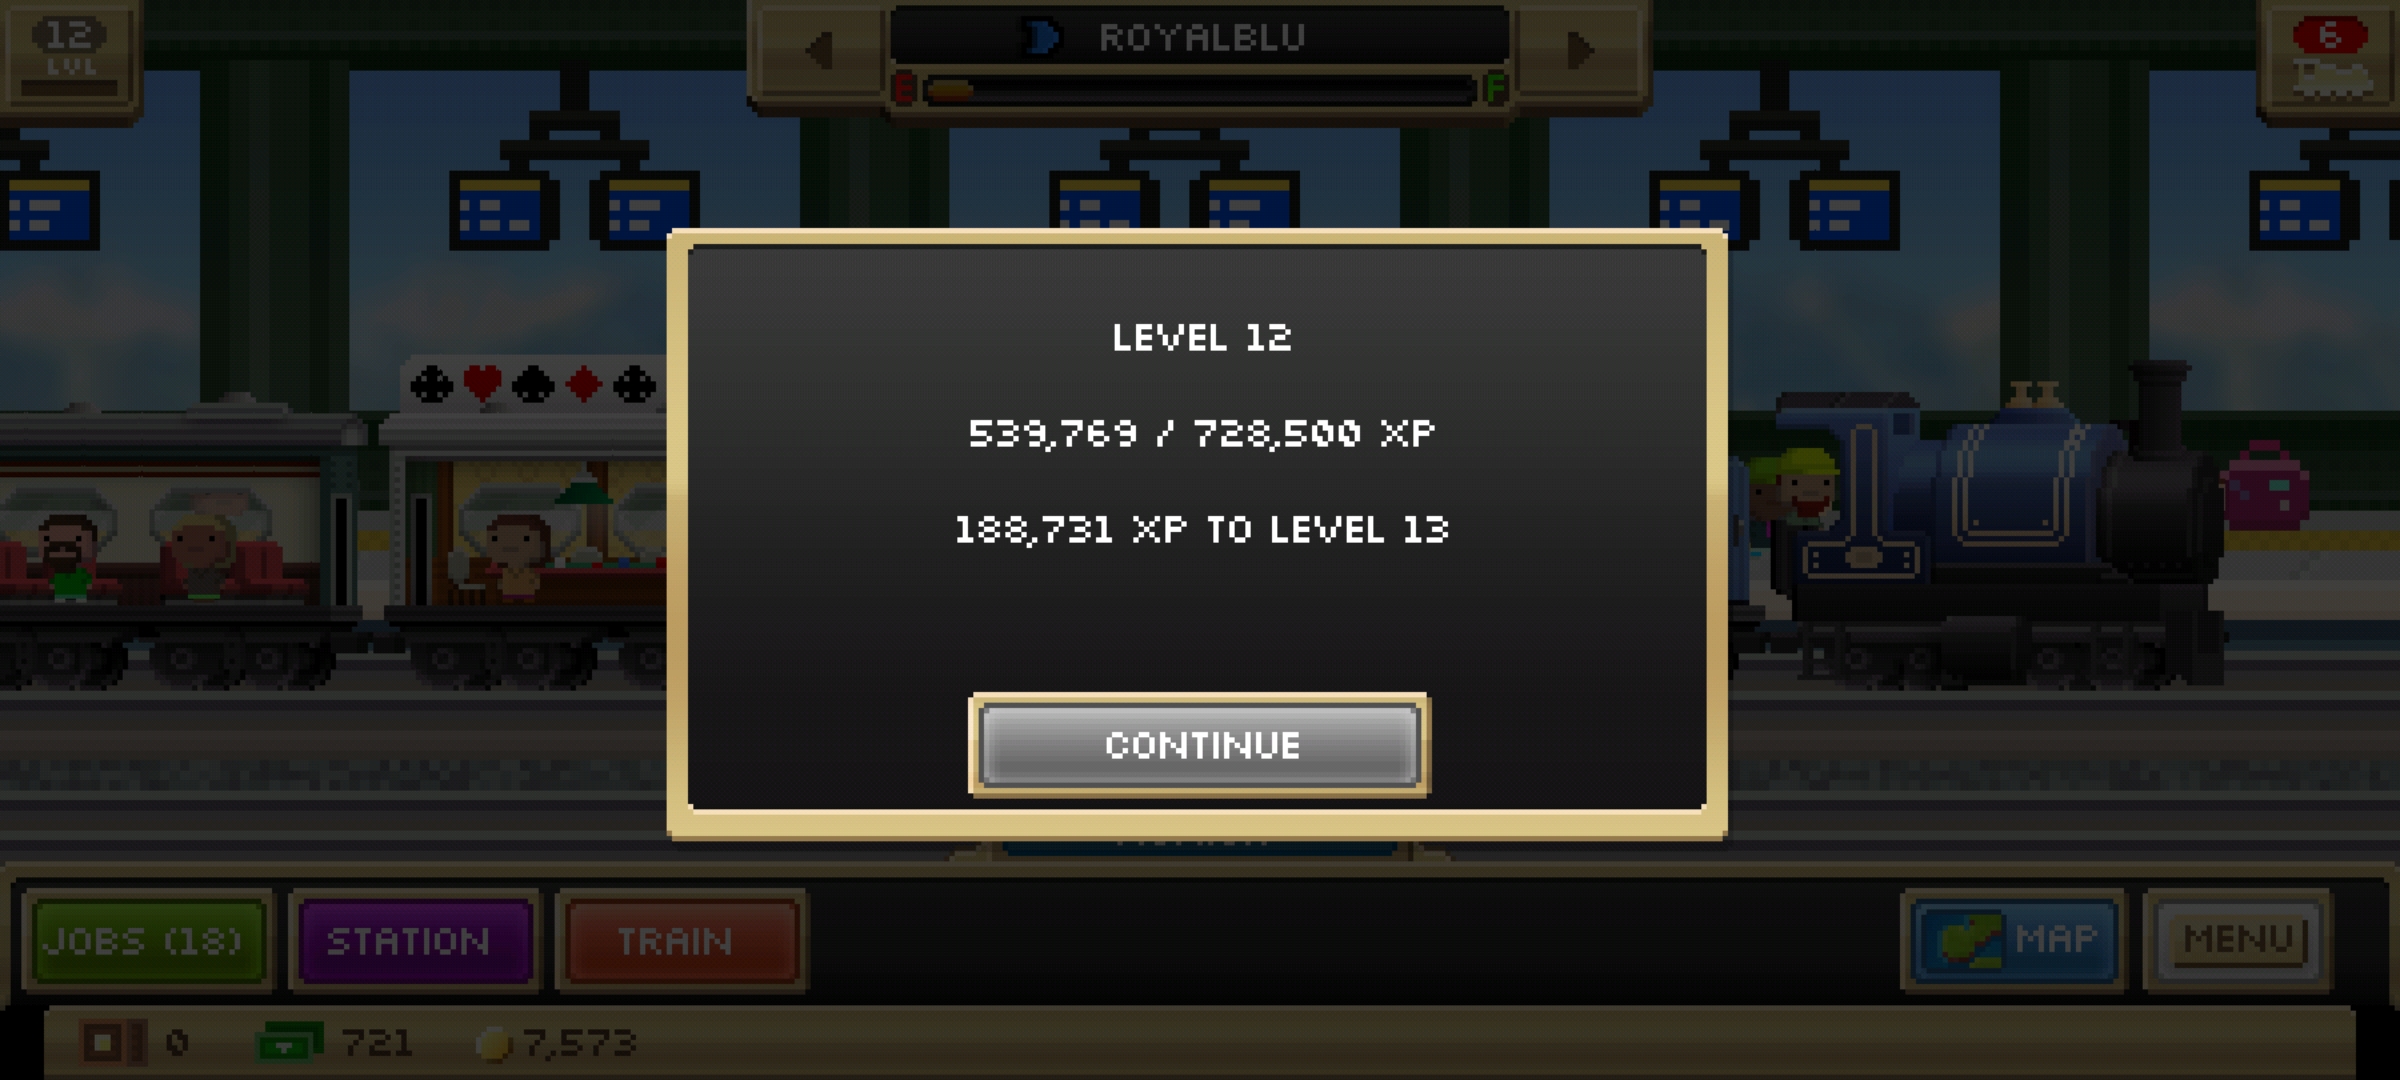 12
LVL
ROYALBLU
E
F
6
LEVEL 12
539,769 / 728,500 XP
188,731 XP TO LEVEL 13
CONTINUE
JOBS (18)
STATION
TRAIN
MAP
MENU
0
721
7,573